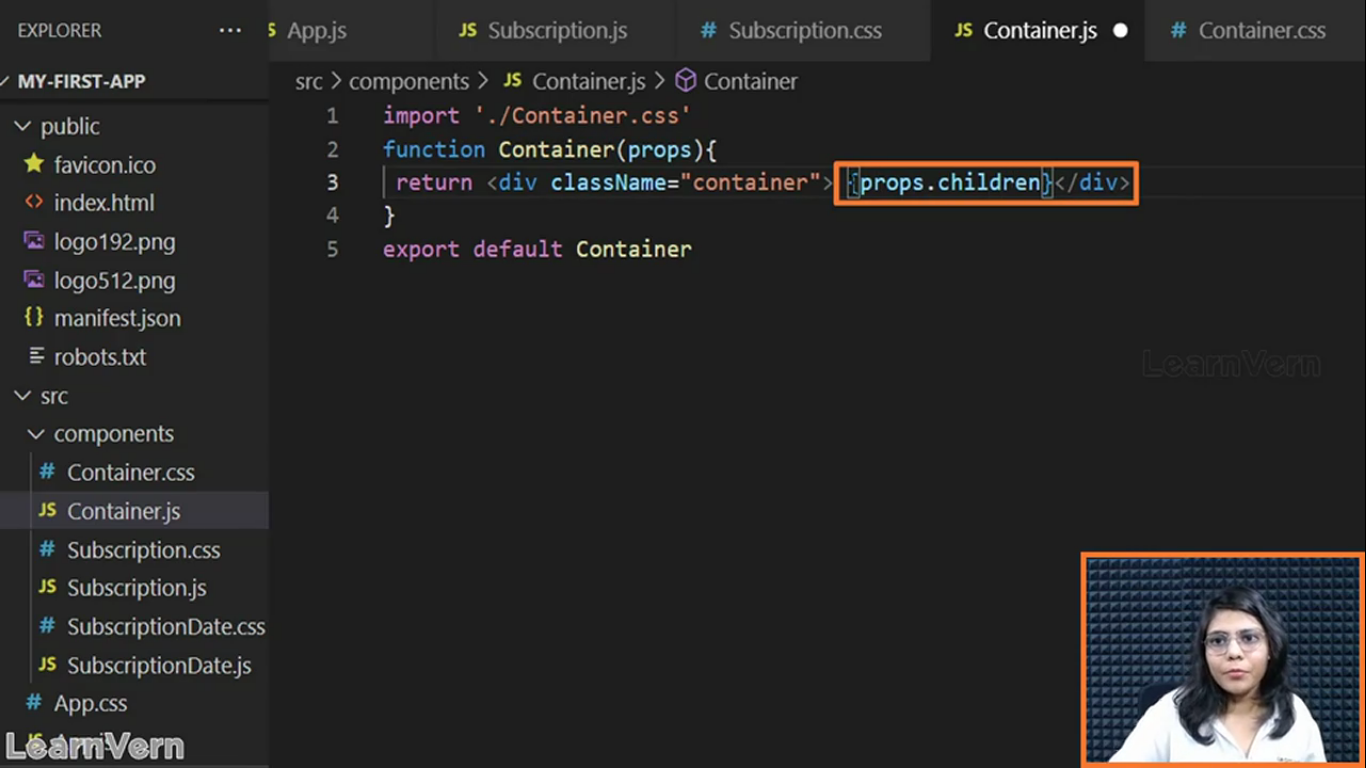 EXPLORER ···
MY-FIRST-APP
public
favicon.ico
index.html
logo192.png
logo512.png
{} manifest.json
robots.txt
src
components
# Container.css
JS Container.js
# Subscription.css
JS Subscription.js
# SubscriptionDate.css
JS SubscriptionDate.js
# App.css
LearnVern
App.js
JS Subscription.js
# Subscription.css
JS Container.js
# Container.css
src > components > JS Container.js > Container
1 import './Container.css'
2 function Container(props){
3 return <div className="container"> {props.children}</div>
4 }
5 export default Container
LearnVern